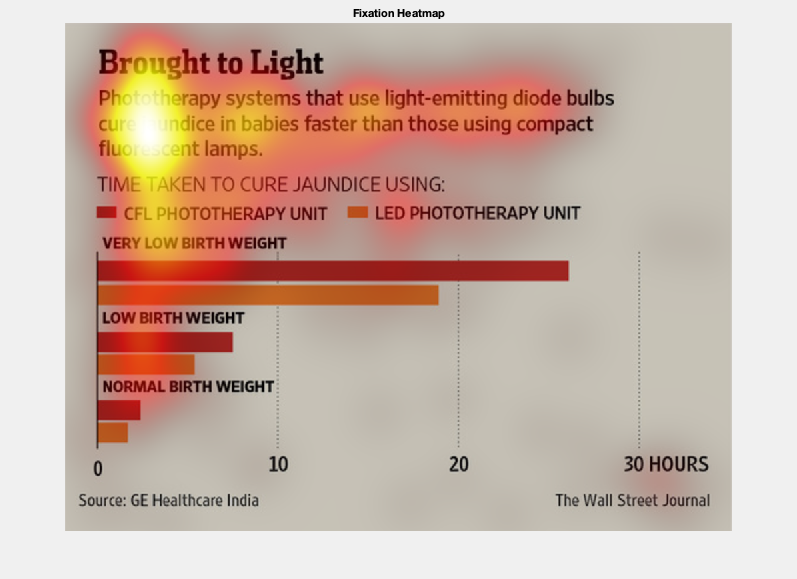 Fixation Heatmap
Brought to Light
Phototherapy systems that use light-emitting diode bulbs
cure jaundice in babies faster than those using compact
fluorescent lamps.
TIME TAKEN TO CURE JAUNDICE USING:
CFL PHOTOTHERAPY UNIT LED PHOTOTHERAPY UNIT
VERY LOW BIRTH WEIGHT
LOW BIRTH WEIGHT
NORMAL BIRTH WEIGHT
0 10 20 30 HOURS
Source: GE Healthcare India The Wall Street Journal